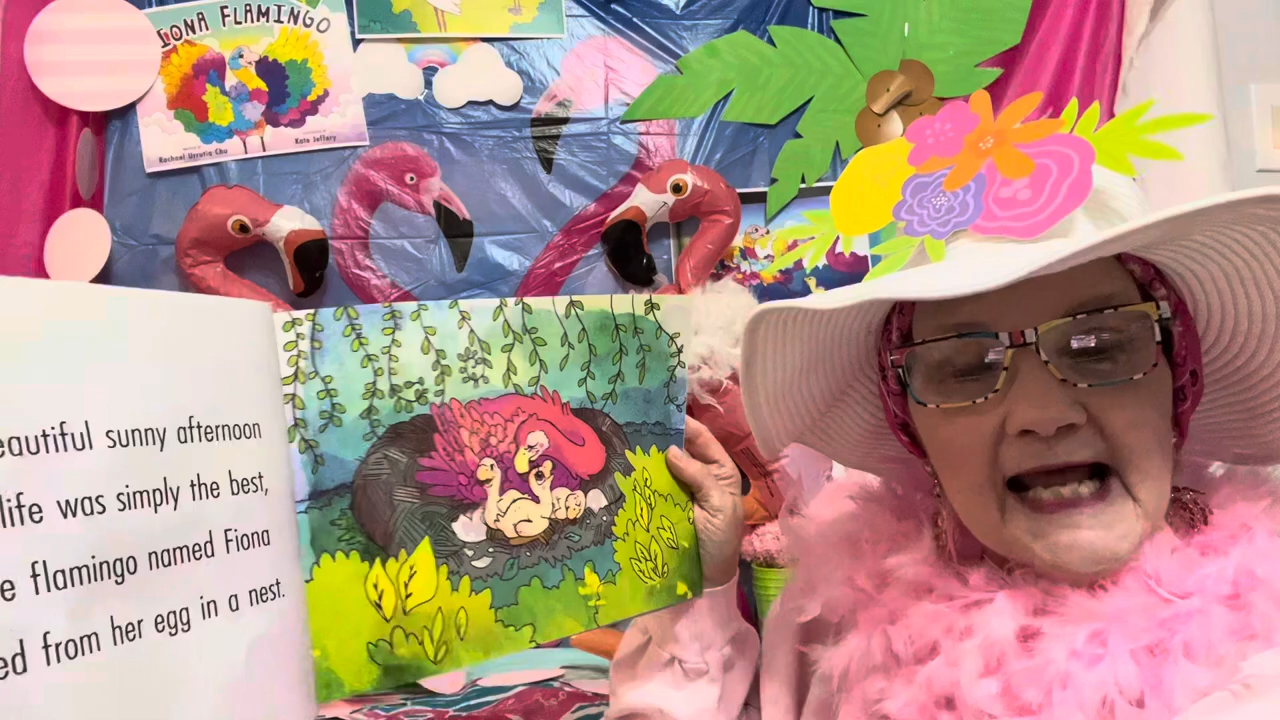 IONA FLAMINGO
Rachael Urrutia Chu
Kate Jeffery
eautiful sunny afternoon
life was simply the best,
e flamingo named Fiona
ed from her egg in a nest.